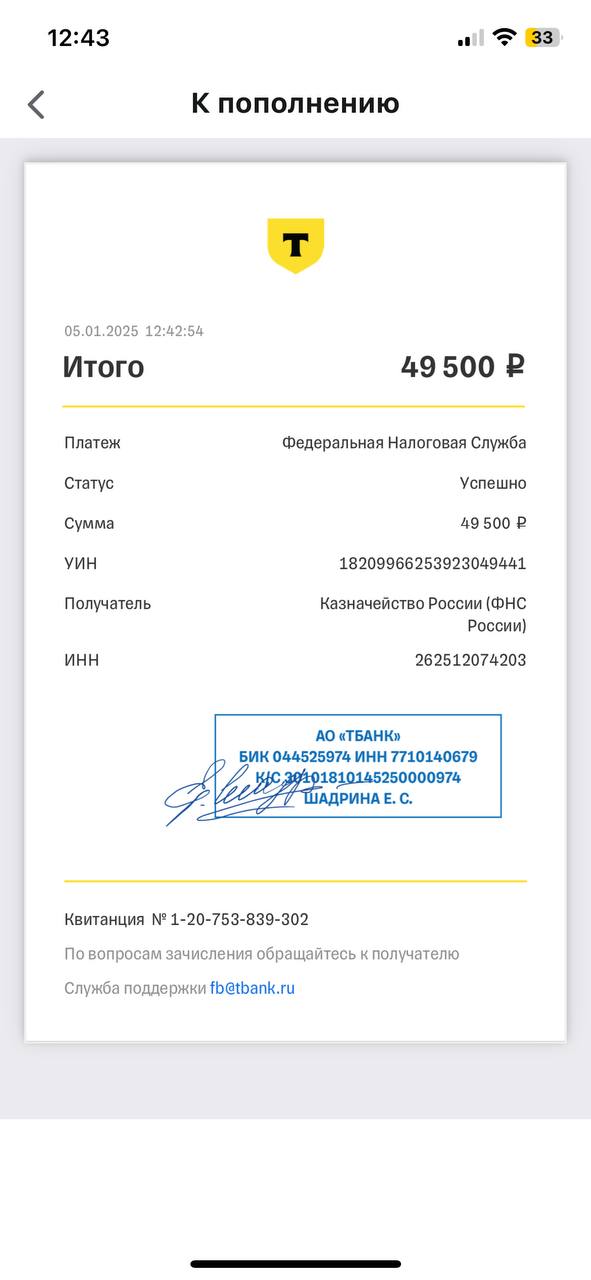 12:43
33
К пополнению
Т
05.01.2025 12:42:54
Итого 49 500 ₽
Платеж Федеральная Налоговая Служба
Статус Успешно
Сумма 49 500 ₽
УИН 18209966253923049441
Получатель Казначейство России (ФНС
России)
ИНН 262512074203
АО «ТБАНК»
БИК 044525974 ИНН 7710140679
К/С 30101810145250000974
ШАДРИНА Е. С.
Квитанция № 1-20-753-839-302
По вопросам зачисления обращайтесь к получателю
Служба поддержки fb@tbank.ru